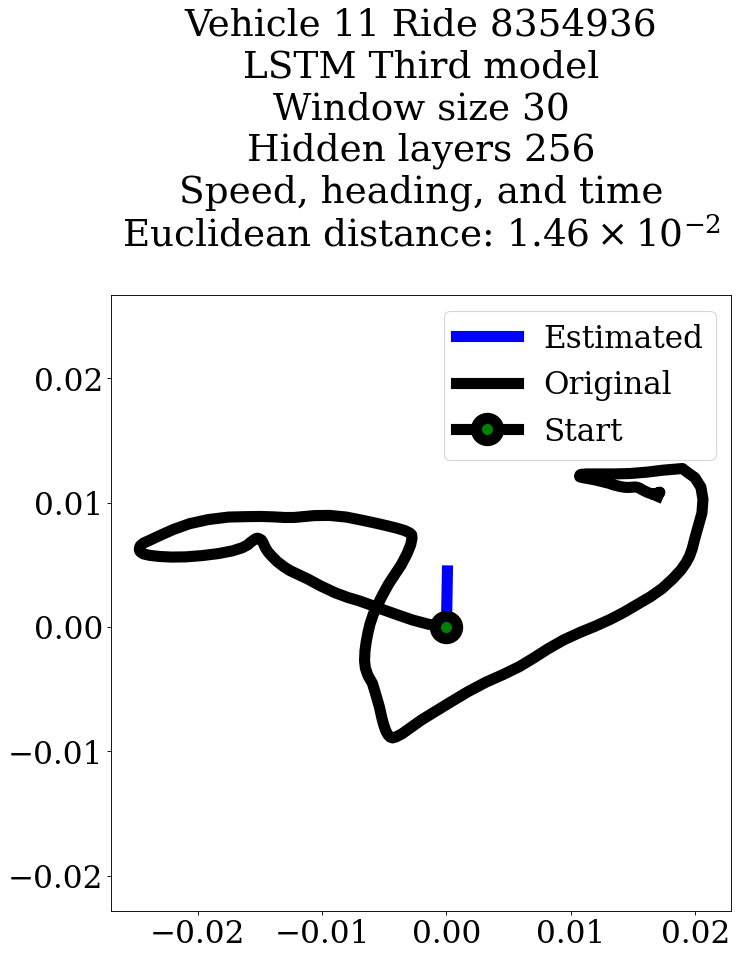 Vehicle 11 Ride 8354936
LSTM Third model
Window size 30
Hidden layers 256
Speed, heading, and time
Euclidean distance: 1.46 × 10⁻²
Estimated
Original
Start
0.02
0.01
0.00
−0.01
−0.02
−0.02 −0.01 0.00 0.01 0.02